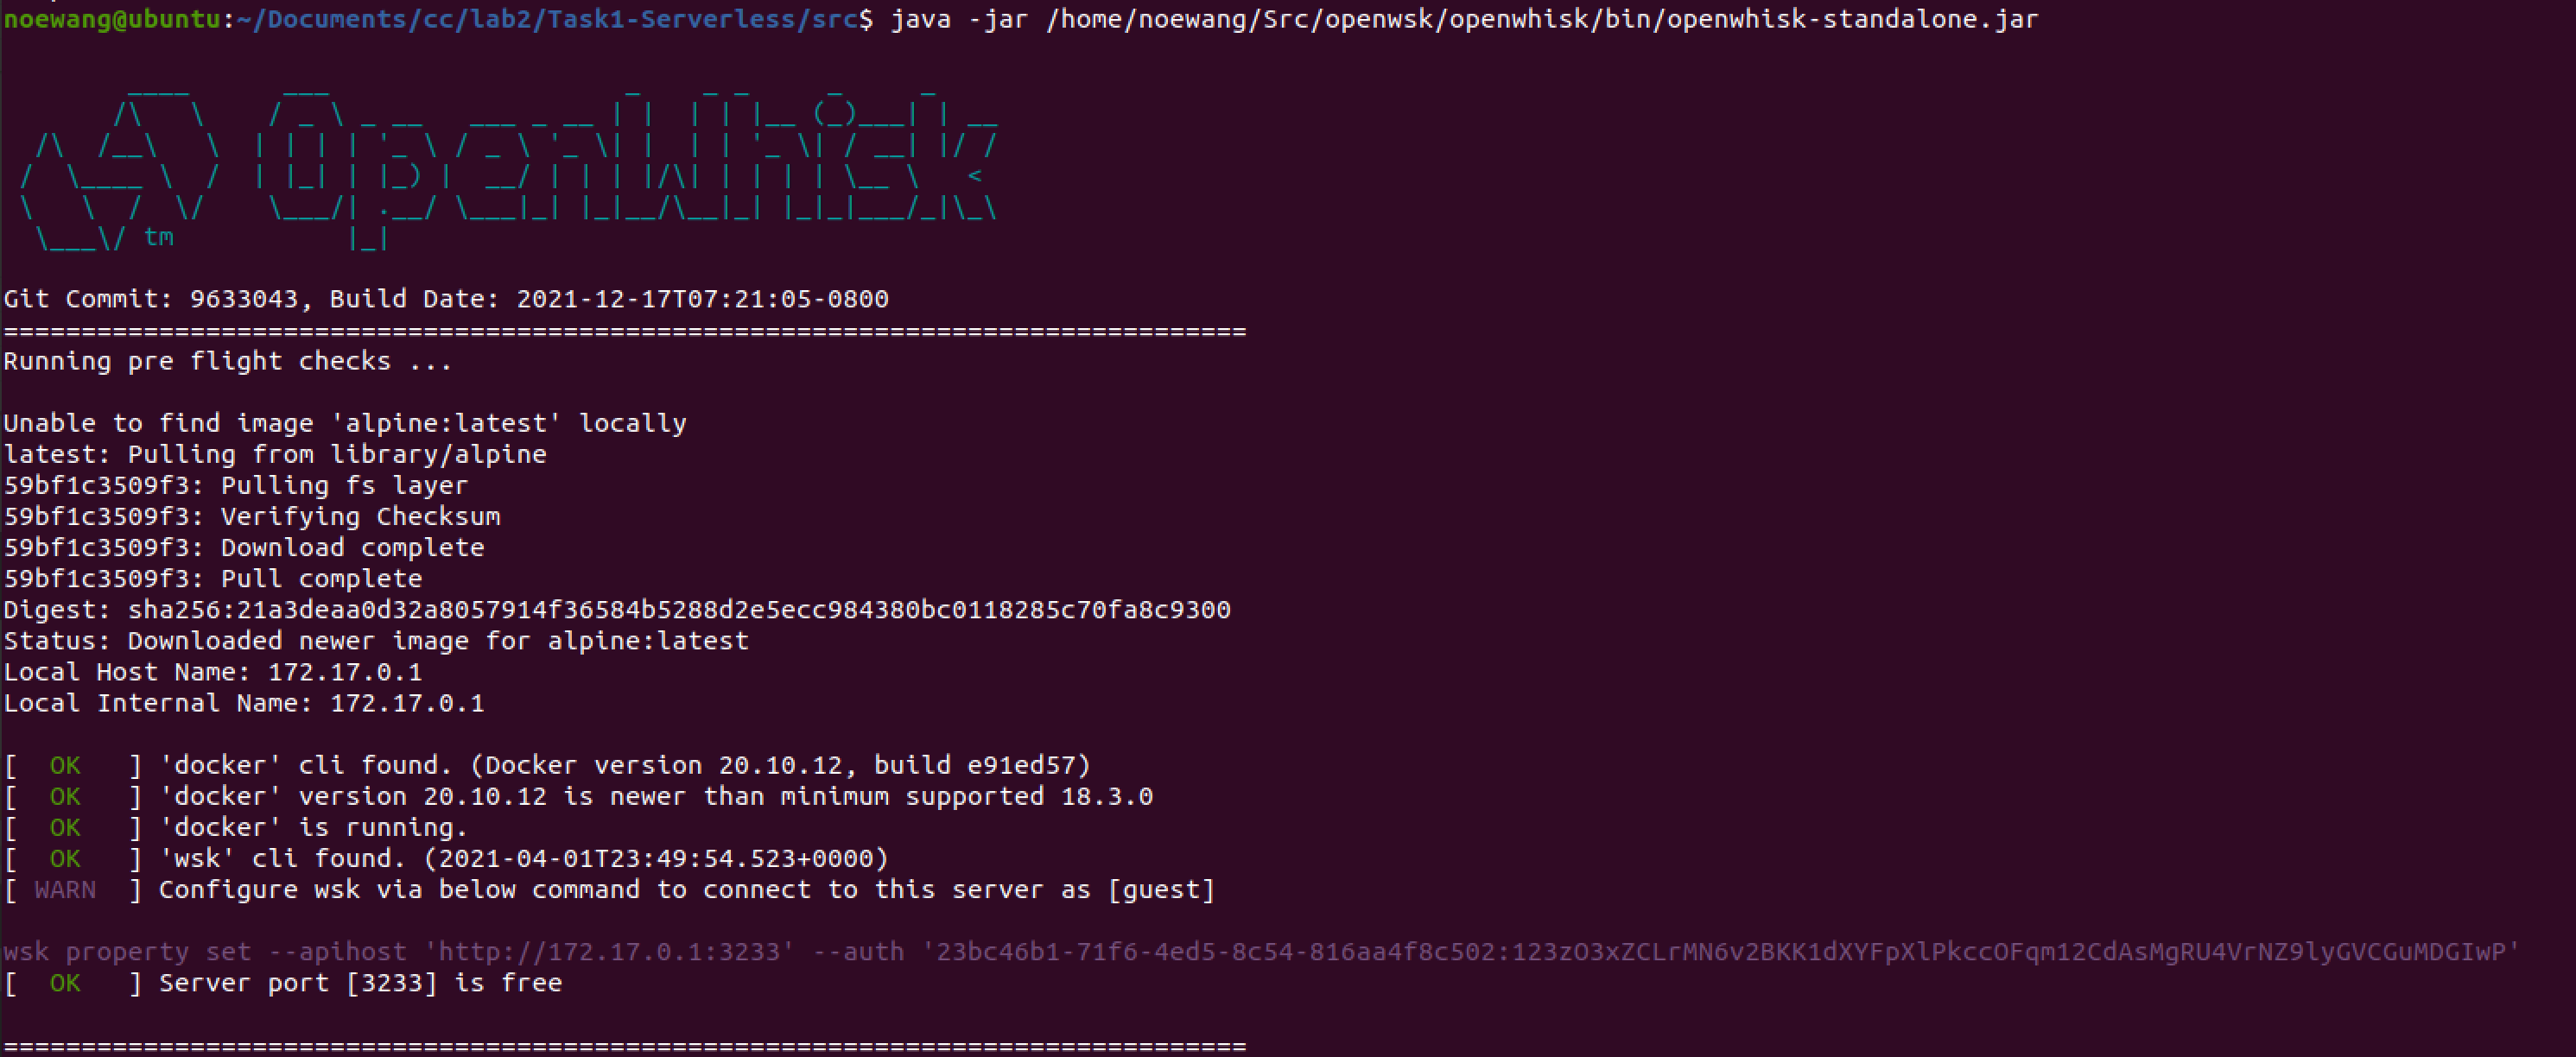 noewang@ubuntu:~/Documents/cc/lab2/Task1-Serverless/src$ java -jar /home/noewang/Src/openwsk/openwhisk/bin/openwhisk-standalone.jar
OpenWhisk
tm
Git Commit: 9633043, Build Date: 2021-12-17T07:21:05-0800
================================================================================
Running pre flight checks ...
Unable to find image 'alpine:latest' locally
latest: Pulling from library/alpine
59bf1c3509f3: Pulling fs layer
59bf1c3509f3: Verifying Checksum
59bf1c3509f3: Download complete
59bf1c3509f3: Pull complete
Digest: sha256:21a3deaa0d32a8057914f36584b5288d2e5ecc984380bc0118285c70fa8c9300
Status: Downloaded newer image for alpine:latest
Local Host Name: 172.17.0.1
Local Internal Name: 172.17.0.1
[  OK   ] 'docker' cli found. (Docker version 20.10.12, build e91ed57)
[  OK   ] 'docker' version 20.10.12 is newer than minimum supported 18.3.0
[  OK   ] 'docker' is running.
[  OK   ] 'wsk' cli found. (2021-04-01T23:49:54.523+0000)
[ WARN  ] Configure wsk via below command to connect to this server as [guest]
wsk property set --apihost 'http://172.17.0.1:3233' --auth '23bc46b1-71f6-4ed5-8c54-816aa4f8c502:123zO3xZCLrMN6v2BKK1dXYFpXlPkccOFqm12CdAsMgRU4VrNZ9lyGVCGuMDGIwP'
[  OK   ] Server port [3233] is free
================================================================================